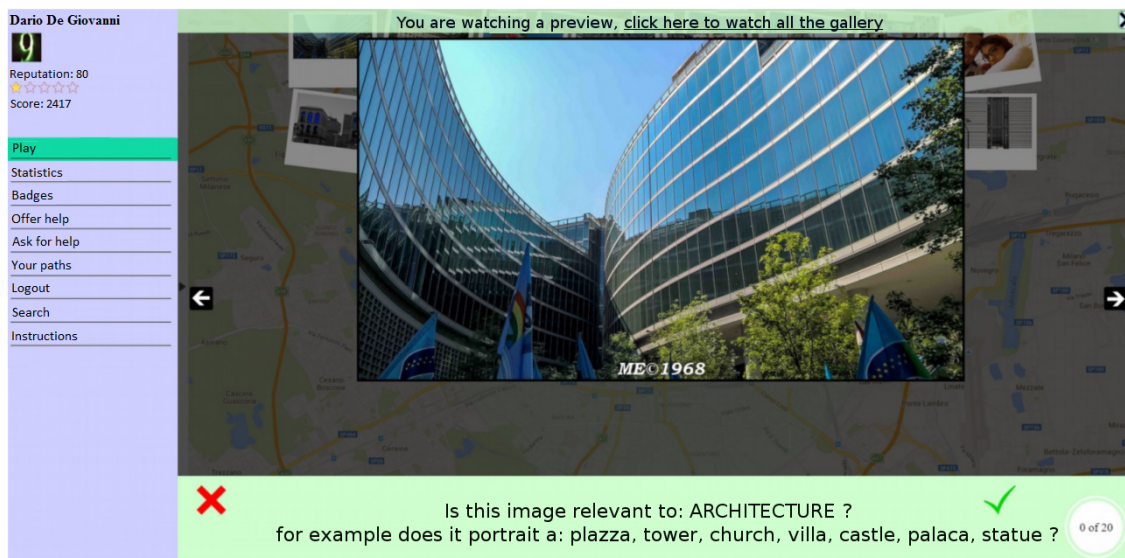 Dario De Giovanni
9
Reputation: 80
Score: 2417
Play
Statistics
Badges
Offer help
Ask for help
Your paths
Logout
Search
Instructions
You are watching a preview, click here to watch all the gallery
ME©1968
Is this image relevant to: ARCHITECTURE ?
for example does it portrait a: plazza, tower, church, villa, castle, palaca, statue ?
0 of 20